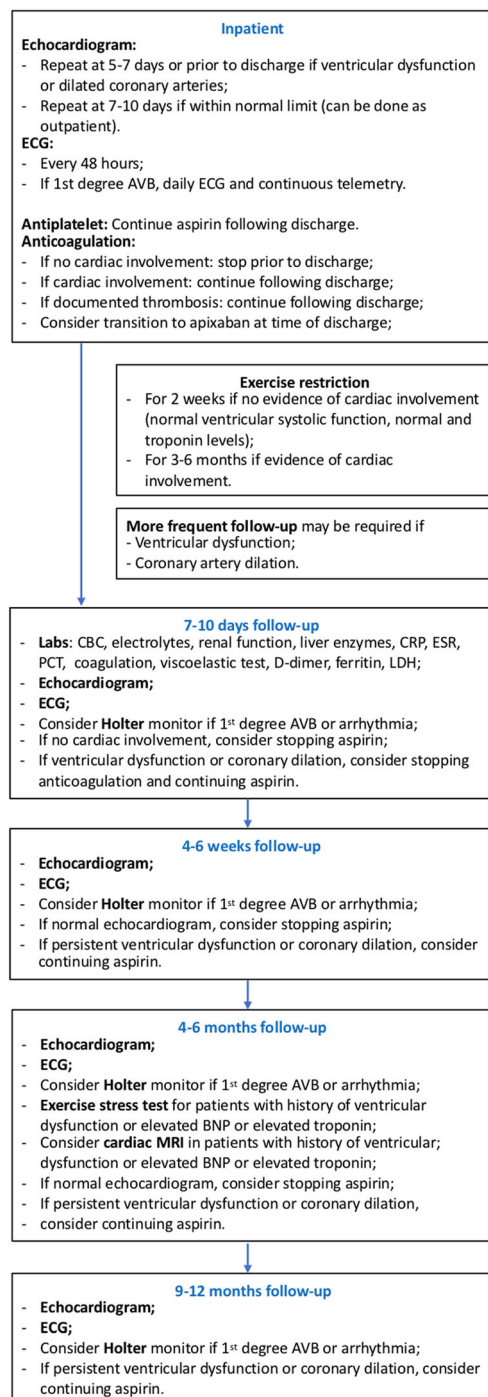 Inpatient
Echocardiogram:
- Repeat at 5-7 days or prior to discharge if ventricular dysfunction
or dilated coronary arteries;
- Repeat at 7-10 days if within normal limit (can be done as
outpatient).
ECG:
- Every 48 hours;
- If 1st degree AVB, daily ECG and continuous telemetry.
Antiplatelet: Continue aspirin following discharge.
Anticoagulation:
- If no cardiac involvement: stop prior to discharge;
- If cardiac involvement: continue following discharge;
- If documented thrombosis: continue following discharge;
- Consider transition to apixaban at time of discharge;
Exercise restriction
- For 2 weeks if no evidence of cardiac involvement
(normal ventricular systolic function, normal and
troponin levels);
- For 3-6 months if evidence of cardiac
involvement.
More frequent follow-up may be required if
- Ventricular dysfunction;
- Coronary artery dilation.
7-10 days follow-up
- Labs: CBC, electrolytes, renal function, liver enzymes, CRP, ESR,
PCT, coagulation, viscoelastic test, D-dimer, ferritin, LDH;
- Echocardiogram;
- ECG;
- Consider Holter monitor if 1st degree AVB or arrhythmia;
- If no cardiac involvement, consider stopping aspirin;
- If ventricular dysfunction or coronary dilation, consider stopping
anticoagulation and continuing aspirin.
4-6 weeks follow-up
- Echocardiogram;
- ECG;
- Consider Holter monitor if 1st degree AVB or arrhythmia;
- If normal echocardiogram, consider stopping aspirin;
- If persistent ventricular dysfunction or coronary dilation, consider
continuing aspirin.
4-6 months follow-up
- Echocardiogram;
- ECG;
- Consider Holter monitor if 1st degree AVB or arrhythmia;
- Exercise stress test for patients with history of ventricular
dysfunction or elevated BNP or elevated troponin;
- Consider cardiac MRI in patients with history of ventricular;
dysfunction or elevated BNP or elevated troponin;
- If normal echocardiogram, consider stopping aspirin;
- If persistent ventricular dysfunction or coronary dilation,
- consider continuing aspirin.
9-12 months follow-up
- Echocardiogram;
- ECG;
- Consider Holter monitor if 1st degree AVB or arrhythmia;
- If persistent ventricular dysfunction or coronary dilation, consider
continuing aspirin.